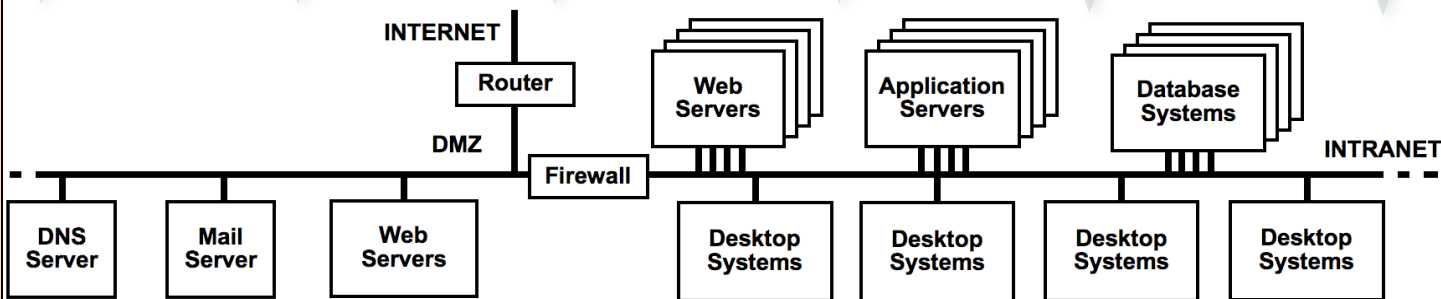 INTERNET
Router
DMZ
Firewall
Web
Servers
Application
Servers
Database
Systems
INTRANET
DNS
Server
Mail
Server
Web
Servers
Desktop
Systems
Desktop
Systems
Desktop
Systems
Desktop
Systems